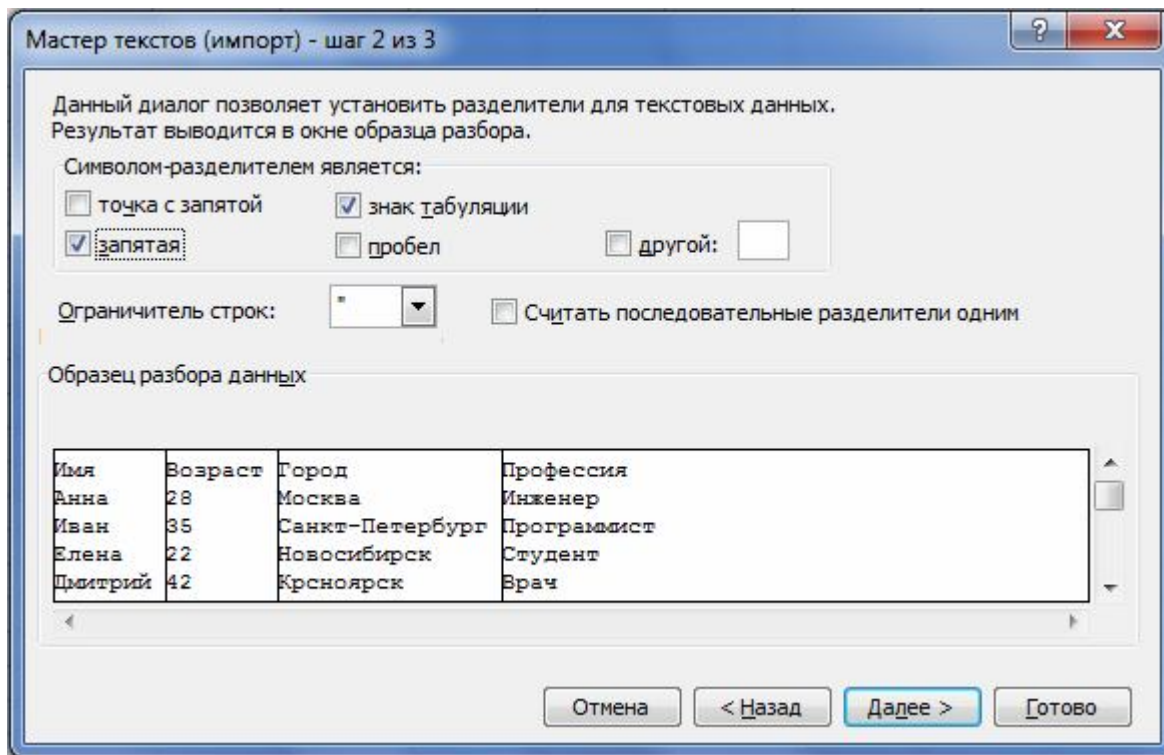 Мастер текстов (импорт) - шаг 2 из 3
Данный диалог позволяет установить разделители для текстовых данных.
Результат выводится в окне образца разбора.
Символом-разделителем является:
точка с запятой знак табуляции
запятая пробел другой:
Ограничитель строк: " Считать последовательные разделители одним
Образец разбора данных
Имя Возраст Город Профессия
Анна 28 Москва Инженер
Иван 35 Санкт-Петербург Программист
Елена 22 Новосибирск Студент
Дмитрий 42 Крсноярск Врач
Отмена < Назад Далее > Готово